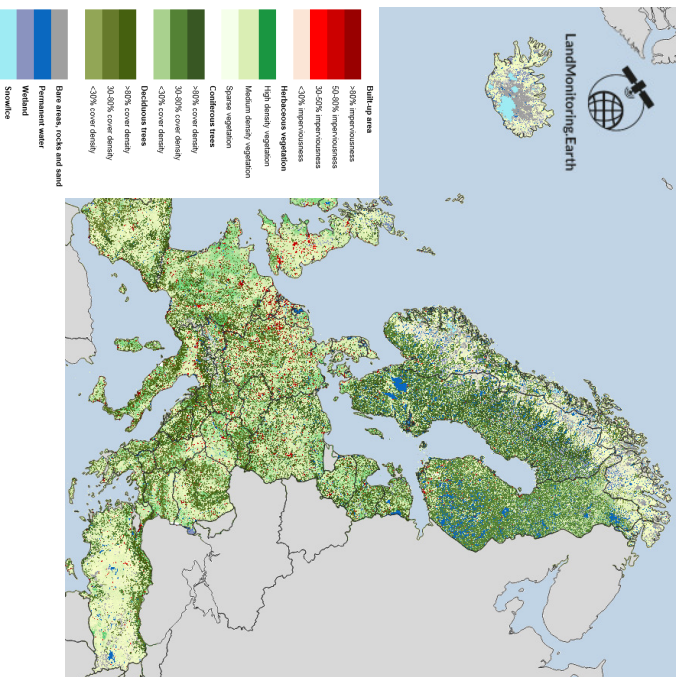 LandMonitoring.Earth
Built-up area
>80% imperviousness
50-80% imperviousness
30-50% imperviousness
<30% imperviousness
Herbaceous vegetation
High density vegetation
Medium density vegetation
Sparse vegetation
Coniferous trees
>80% cover density
30-80% cover density
<30% cover density
Deciduous trees
>80% cover density
30-80% cover density
<30% cover density
Bare areas, rocks and sand
Permanent water
Wetland
Snow/ice